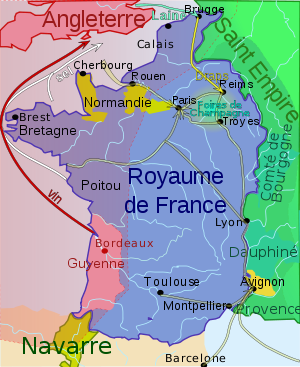 Angleterre
Laine
Brugge
Calais
Saint Empire
Cherbourg
sel
Rouen
Draps
Reims
Normandie
Paris
Foires de
Champagne
Troyes
Brest
Bretagne
Comté de
Bourgogne
vin
Poitou
Royaume
de France
Lyon
Bordeaux
Guyenne
Dauphiné
Toulouse
Avignon
Montpellier
Provence
Navarre
Barcelone